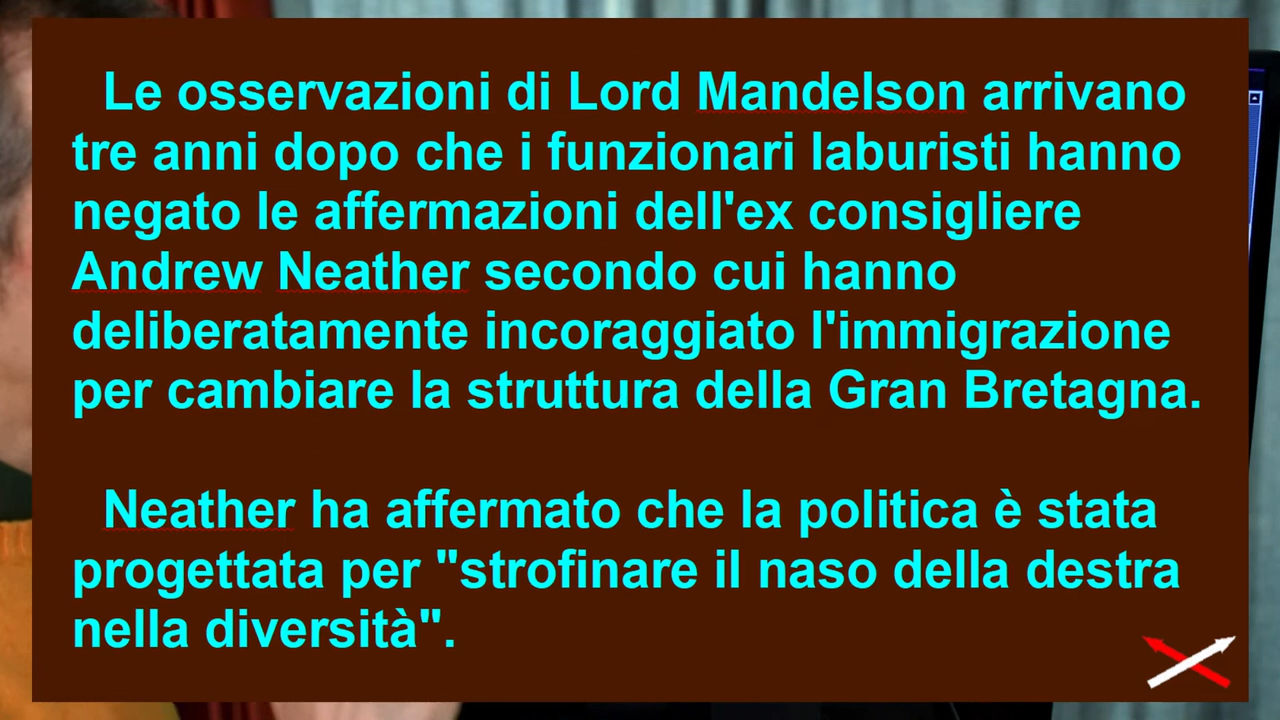 Le osservazioni di Lord Mandelson arrivano
tre anni dopo che i funzionari laburisti hanno
negato le affermazioni dell'ex consigliere
Andrew Neather secondo cui hanno
deliberatamente incoraggiato l'immigrazione
per cambiare la struttura della Gran Bretagna.
Neather ha affermato che la politica è stata
progettata per "strofinare il naso della destra
nella diversità".